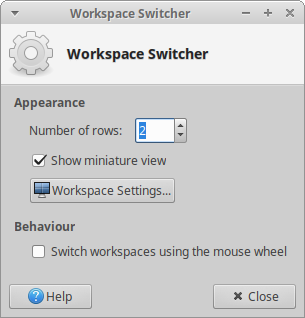 Workspace Switcher
Workspace Switcher
Appearance
Number of rows: 2
Show miniature view
Workspace Settings...
Behaviour
Switch workspaces using the mouse wheel
Help
Close